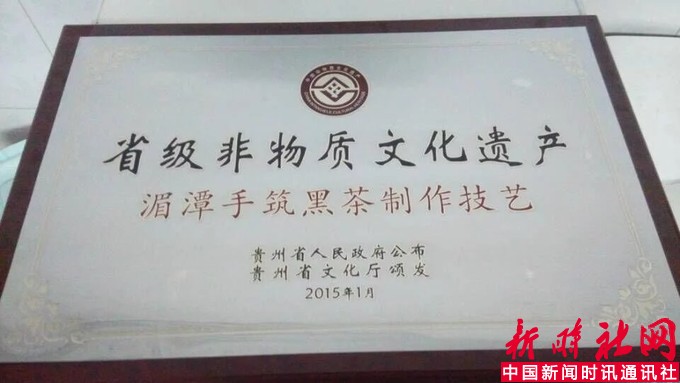 省级非物质文化遗产
湄潭手筑黑茶制作技艺
贵州省人民政府公布
贵州省文化厅颁发
2015年1月
新时社网
中国新闻时讯通讯社